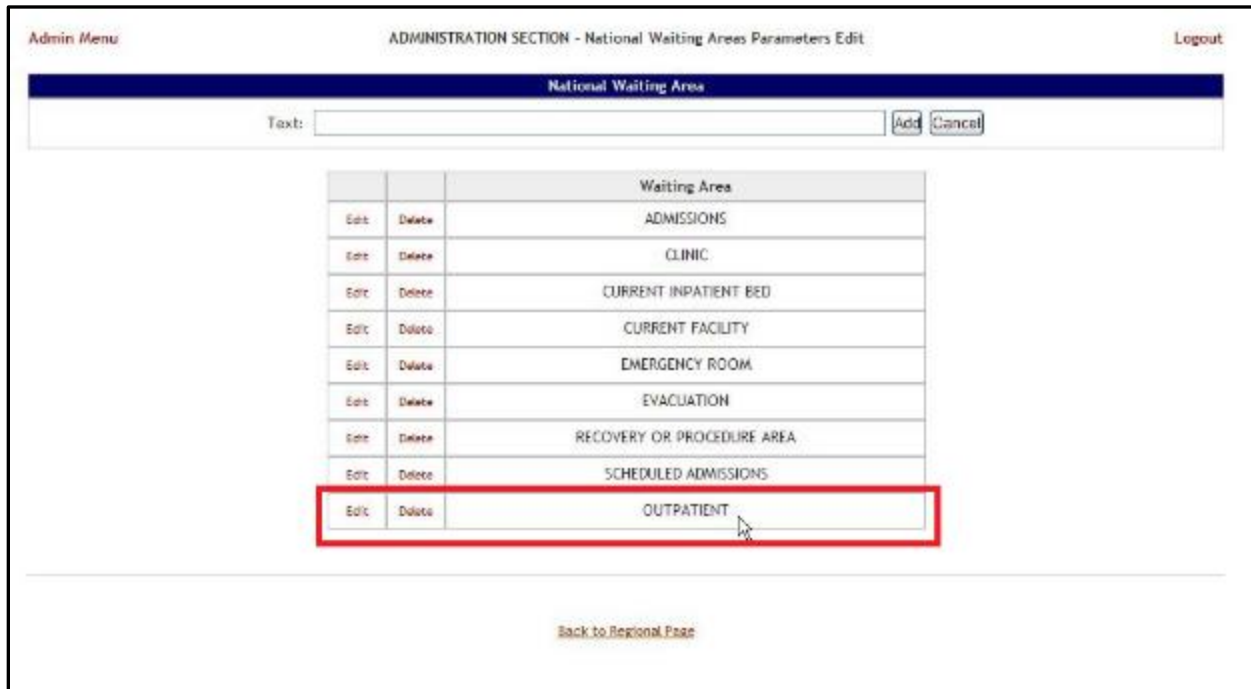 Admin Menu ADMINISTRATION SECTION - National Waiting Areas Parameters Edit Logout
National Waiting Area
Text: Add Cancel
Waiting Area
Edit Delete ADMISSIONS
Edit Delete CLINIC
Edit Delete CURRENT INPATIENT BED
Edit Delete CURRENT FACILITY
Edit Delete EMERGENCY ROOM
Edit Delete EVACUATION
Edit Delete RECOVERY OR PROCEDURE AREA
Edit Delete SCHEDULED ADMISSIONS
Edit Delete OUTPATIENT
Back to Regional Page